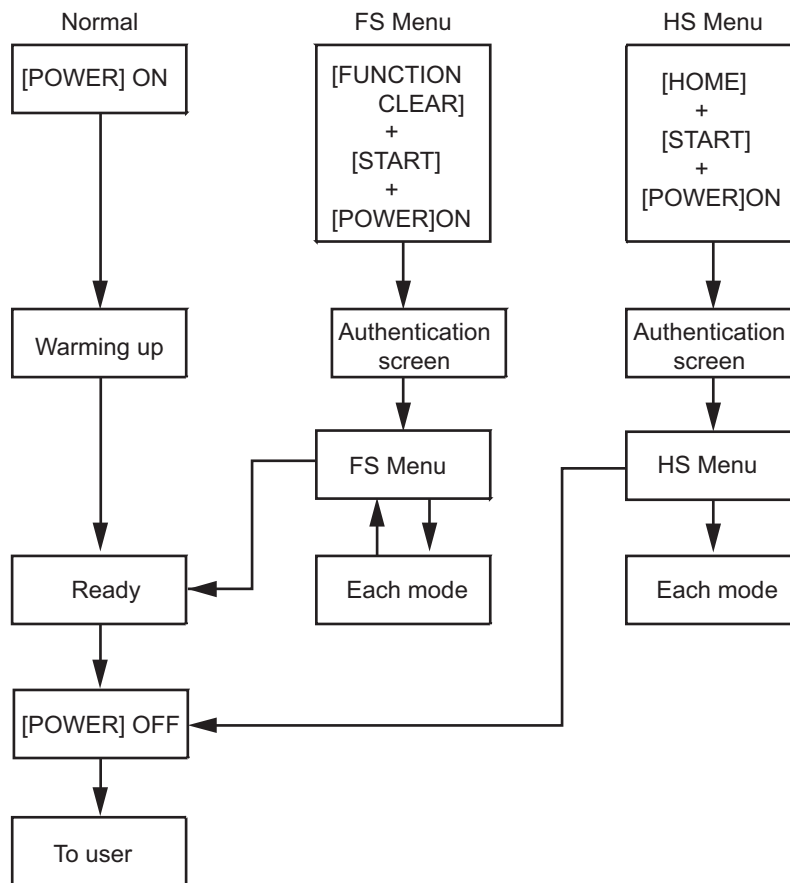 Normal
FS Menu
HS Menu
[POWER] ON
[FUNCTION
CLEAR]
+
[START]
+
[POWER]ON
[HOME]
+
[START]
+
[POWER]ON
Warming up
Authentication
screen
Authentication
screen
FS Menu
HS Menu
Ready
Each mode
Each mode
[POWER] OFF
To user